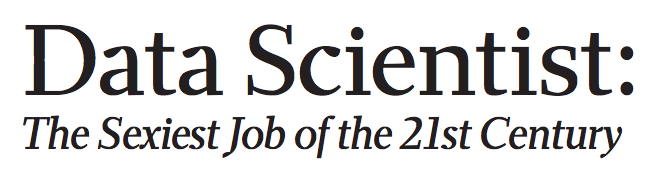 Data Scientist:
The Sexiest Job of the 21st Century